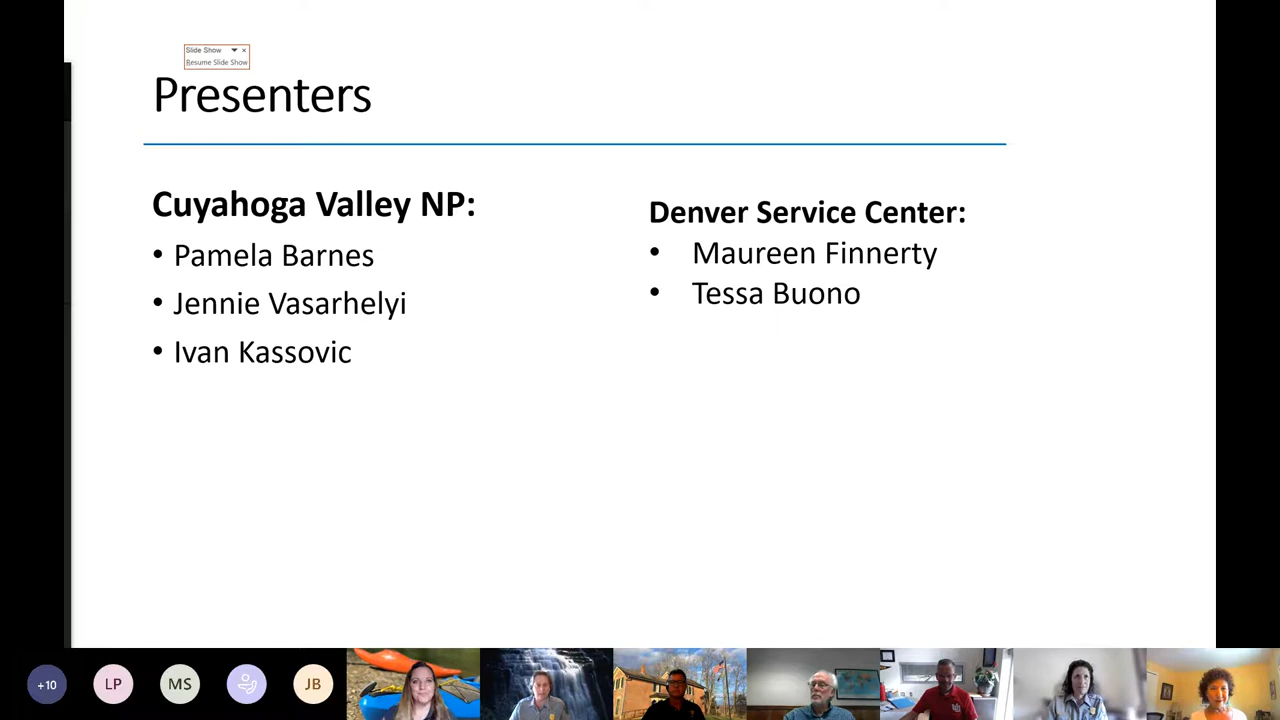 Slide Show
Resume Slide Show
Presenters
Cuyahoga Valley NP:
• Pamela Barnes
• Jennie Vasarhelyi
• Ivan Kassovic
Denver Service Center:
• Maureen Finnerty
• Tessa Buono
+10
LP
MS
JB